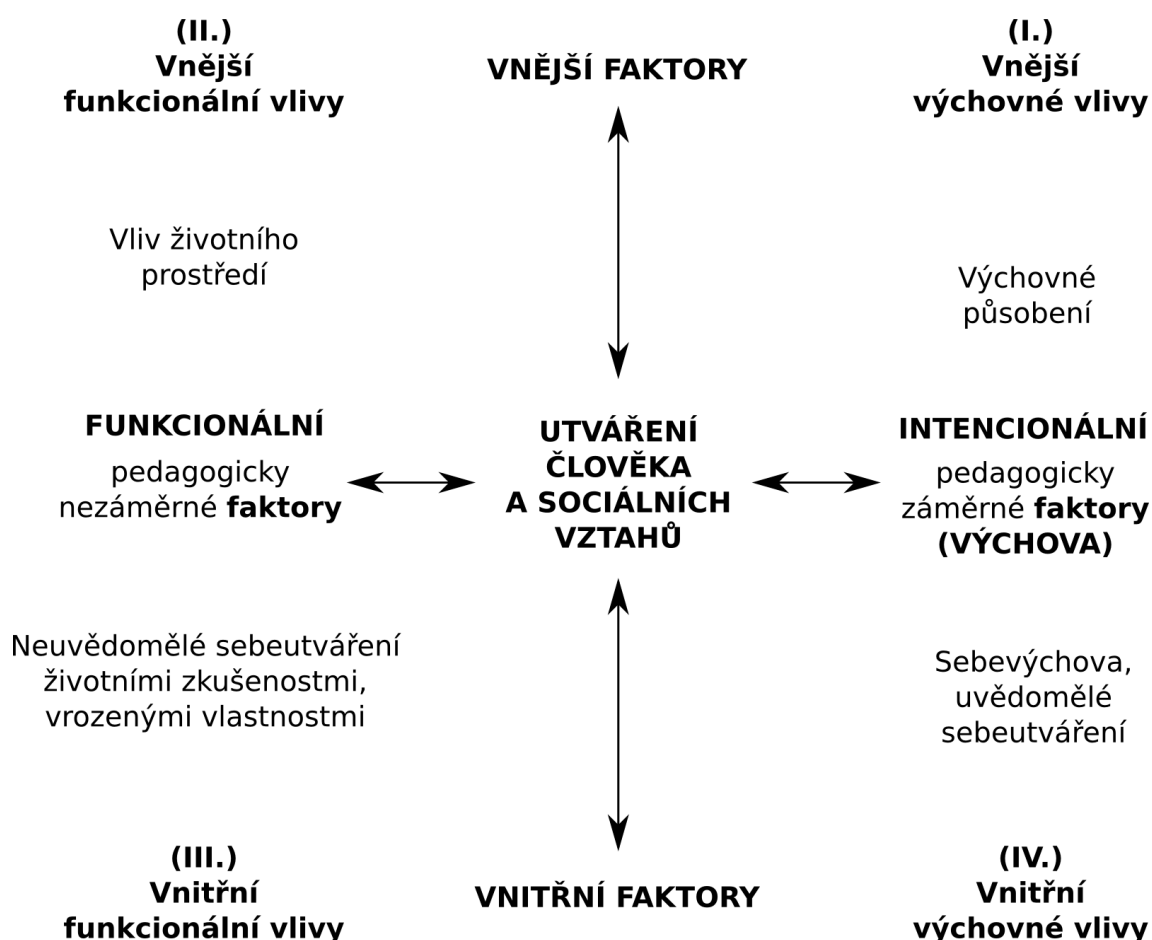 (II.)
Vnější
funkcionální vlivy
VNĚJŠÍ FAKTORY
(I.)
Vnější
výchovné vlivy
Vliv životního
prostředí
Výchovné
působení
FUNKCIONÁLNÍ
pedagogicky
nezáměrné faktory
UTVÁŘENÍ
ČLOVĚKA
A SOCIÁLNÍCH
VZTAHŮ
INTENCIONÁLNÍ
pedagogicky
záměrné faktory
(VÝCHOVA)
Neuvědomělé sebeutváření
životními zkušenostmi,
vrozenými vlastnostmi
Sebevýchova,
uvědomělé
sebeutváření
(III.)
Vnitřní
funkcionální vlivy
VNITŘNÍ FAKTORY
(IV.)
Vnitřní
výchovné vlivy